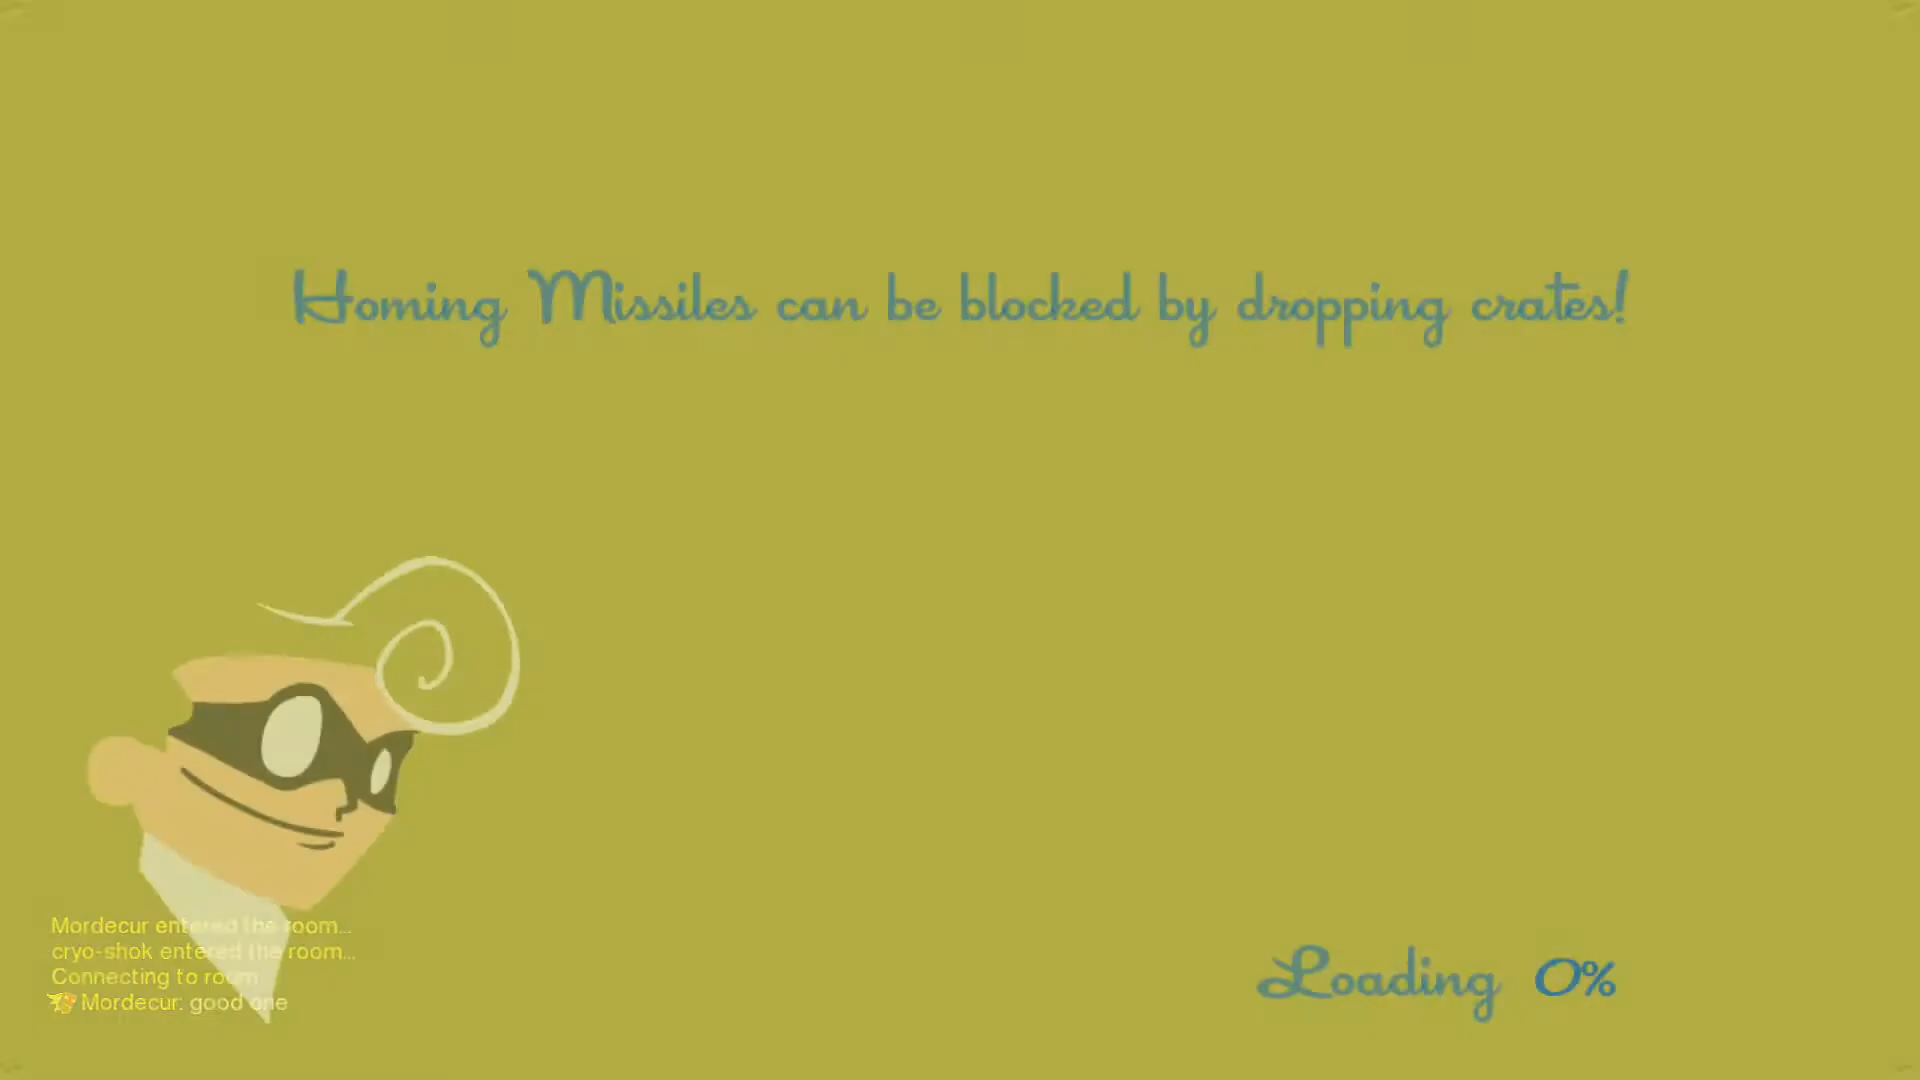 Homing Missiles can be blocked by dropping crates!
Mordecur entered the room...
cryo-shok entered the room...
Connecting to room
Mordecur: good one
Loading 0%